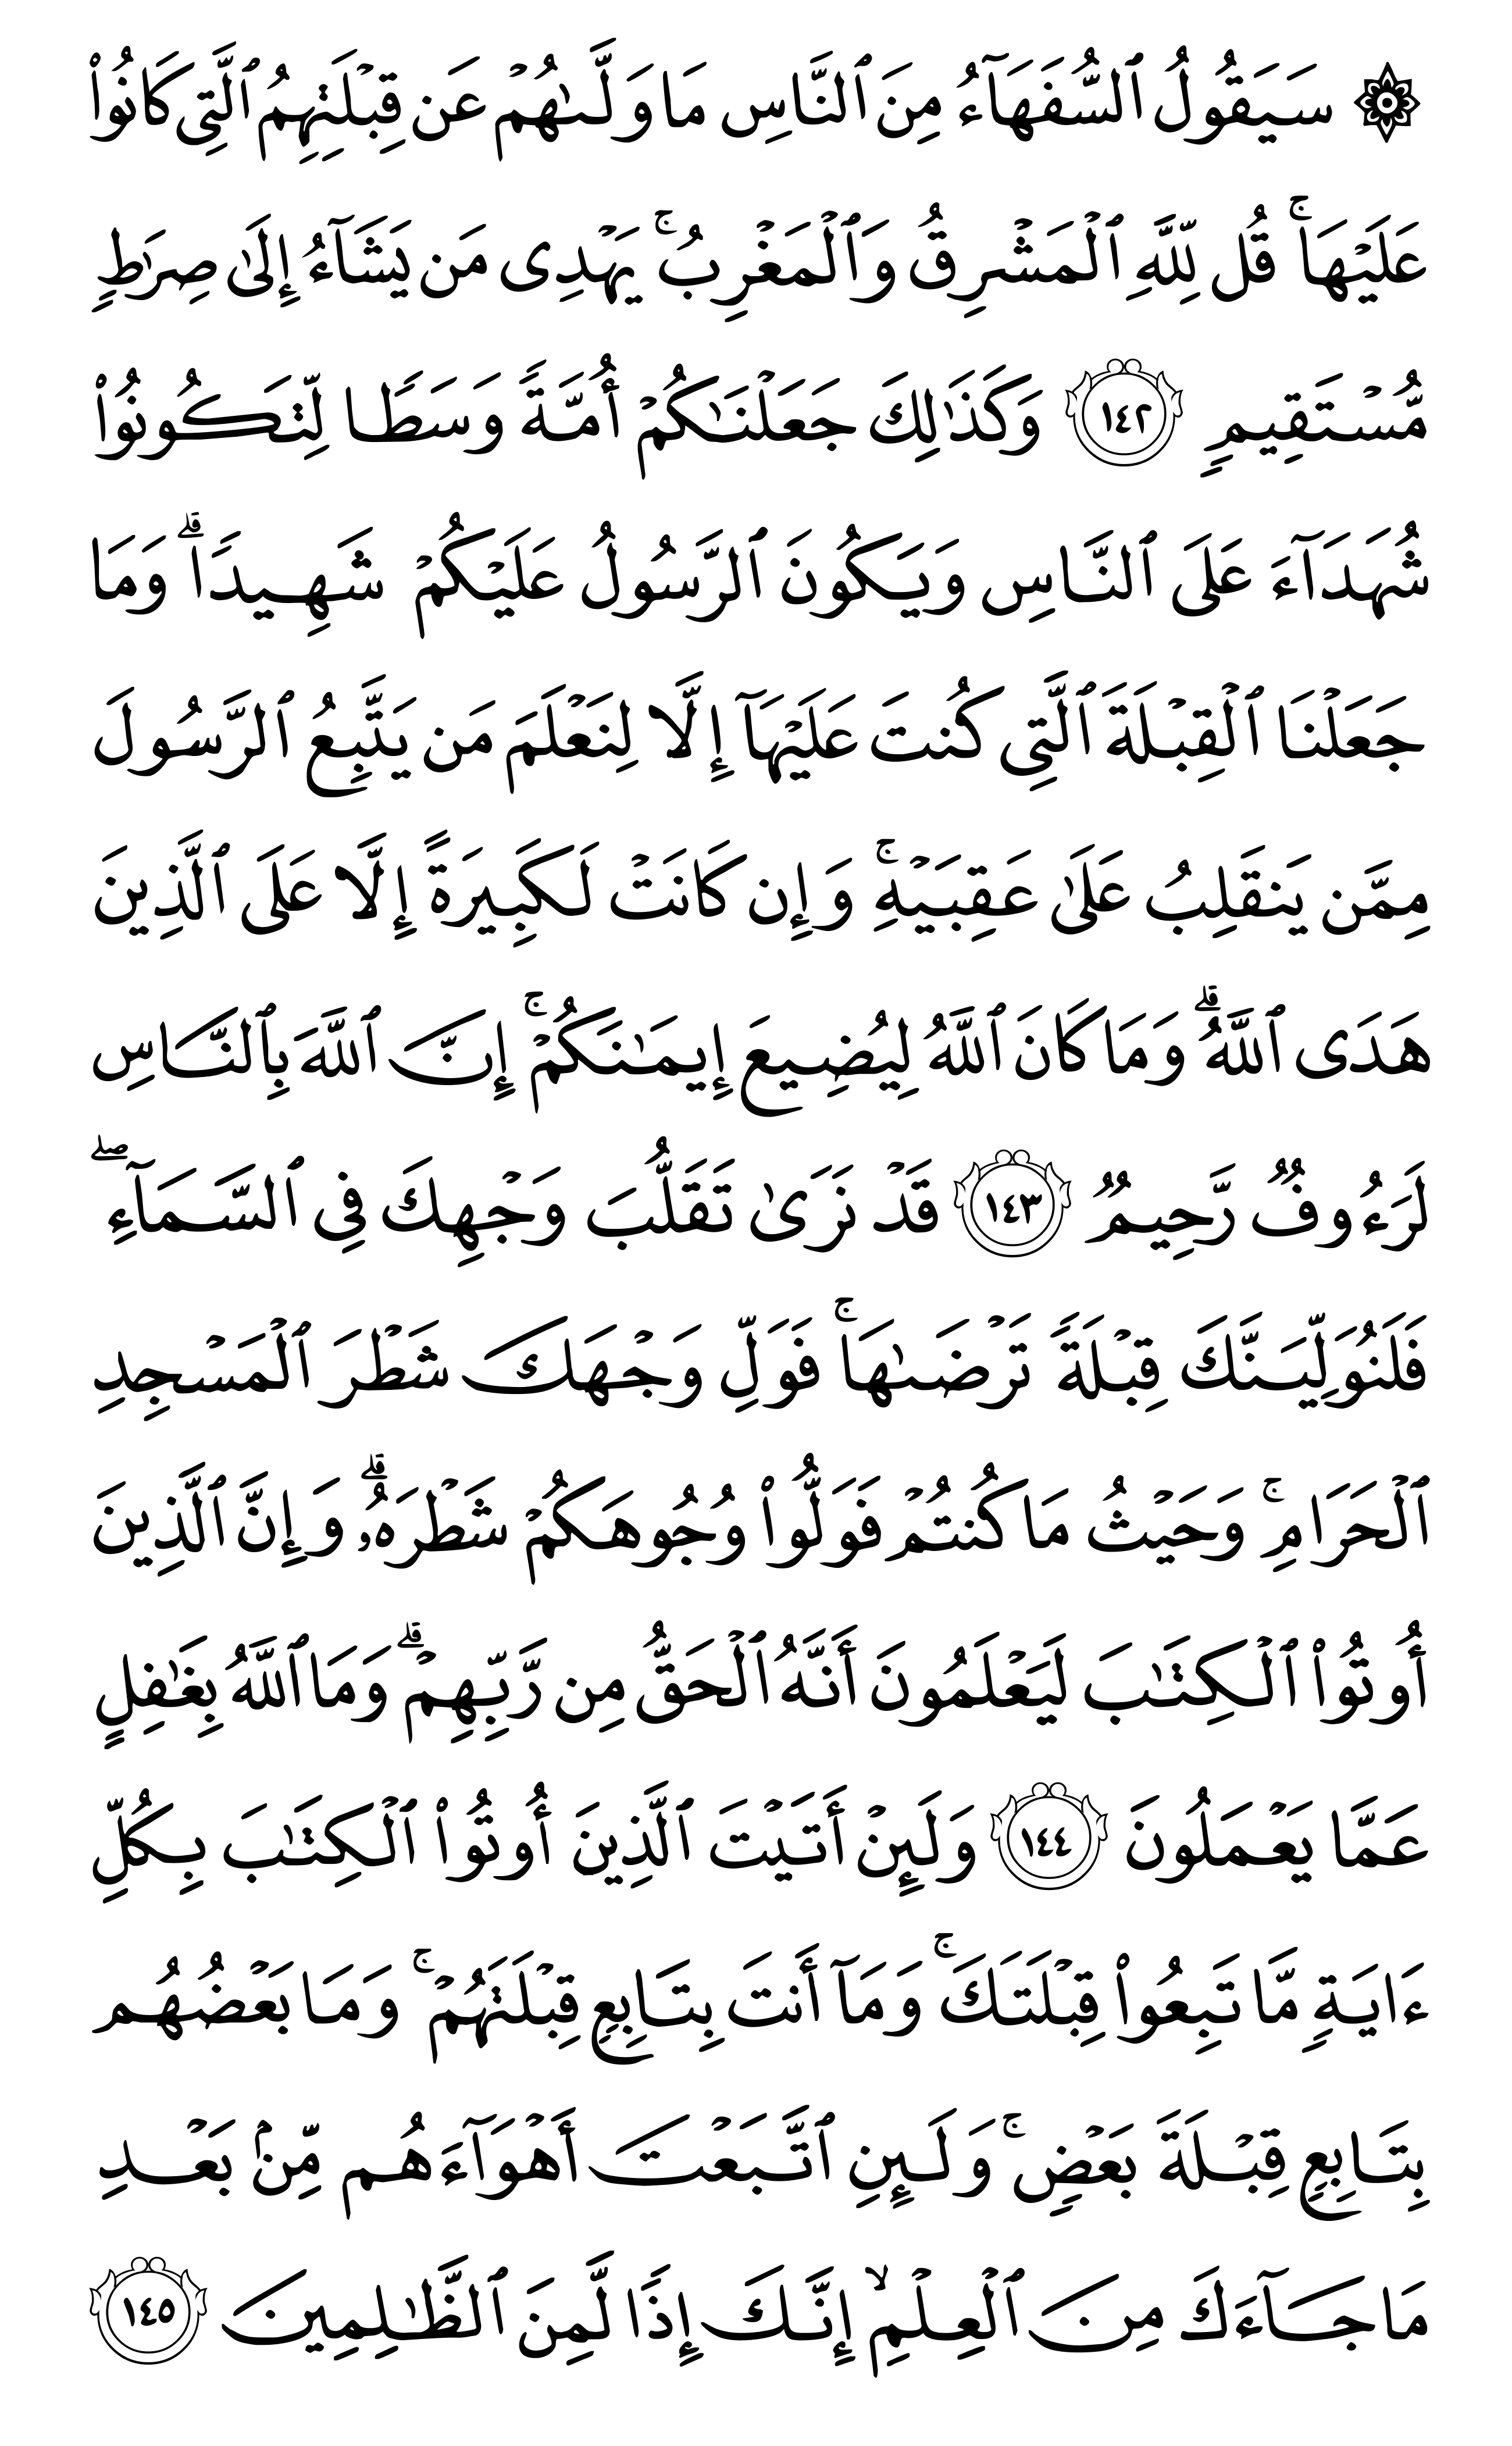 ۞ سَيَقُولُ ٱلسُّفَهَآءُ مِنَ ٱلنَّاسِ مَا وَلَّىٰهُمْ عَن قِبْلَتِهِمُ ٱلَّتِى كَانُوا۟
عَلَيْهَا ۚ قُل لِّلَّهِ ٱلْمَشْرِقُ وَٱلْمَغْرِبُ ۚ يَهْدِى مَن يَشَآءُ إِلَىٰ صِرَٰطٍ
مُّسْتَقِيمٍ ١٤٢ وَكَذَٰلِكَ جَعَلْنَـٰكُمْ أُمَّةً وَسَطًا لِّتَكُونُوا۟
شُهَدَآءَ عَلَى ٱلنَّاسِ وَيَكُونَ ٱلرَّسُولُ عَلَيْكُمْ شَهِيدًا ۗ وَمَا
جَعَلْنَا ٱلْقِبْلَةَ ٱلَّتِى كُنتَ عَلَيْهَآ إِلَّا لِنَعْلَمَ مَن يَتَّبِعُ ٱلرَّسُولَ
مِمَّن يَنقَلِبُ عَلَىٰ عَقِبَيْهِ ۚ وَإِن كَانَتْ لَكَبِيرَةً إِلَّا عَلَى ٱلَّذِينَ
هَدَى ٱللَّهُ ۗ وَمَا كَانَ ٱللَّهُ لِيُضِيعَ إِيمَـٰنَكُمْ ۚ إِنَّ ٱللَّهَ بِٱلنَّاسِ
لَرَءُوفٌ رَّحِيمٌ ١٤٣ قَدْ نَرَىٰ تَقَلُّبَ وَجْهِكَ فِى ٱلسَّمَآءِ ۖ
فَلَنُوَلِّيَنَّكَ قِبْلَةً تَرْضَىٰهَا ۚ فَوَلِّ وَجْهَكَ شَطْرَ ٱلْمَسْجِدِ
ٱلْحَرَامِ ۚ وَحَيْثُ مَا كُنتُمْ فَوَلُّوا۟ وُجُوهَكُمْ شَطْرَهُۥ ۗ وَإِنَّ ٱلَّذِينَ
أُوتُوا۟ ٱلْكِتَـٰبَ لَيَعْلَمُونَ أَنَّهُ ٱلْحَقُّ مِن رَّبِّهِمْ ۗ وَمَا ٱللَّهُ بِغَـٰفِلٍ
عَمَّا يَعْمَلُونَ ١٤٤ وَلَئِنْ أَتَيْتَ ٱلَّذِينَ أُوتُوا۟ ٱلْكِتَـٰبَ بِكُلِّ
ءَايَةٍ مَّا تَبِعُوا۟ قِبْلَتَكَ ۚ وَمَآ أَنتَ بِتَابِعٍ قِبْلَتَهُمْ ۚ وَمَا بَعْضُهُم
بِتَابِعٍ قِبْلَةَ بَعْضٍ ۚ وَلَئِنِ ٱتَّبَعْتَ أَهْوَآءَهُم مِّنۢ بَعْدِ
مَا جَآءَكَ مِنَ ٱلْعِلْمِ ۙ إِنَّكَ إِذًا لَّمِنَ ٱلظَّـٰلِمِينَ ١٤٥